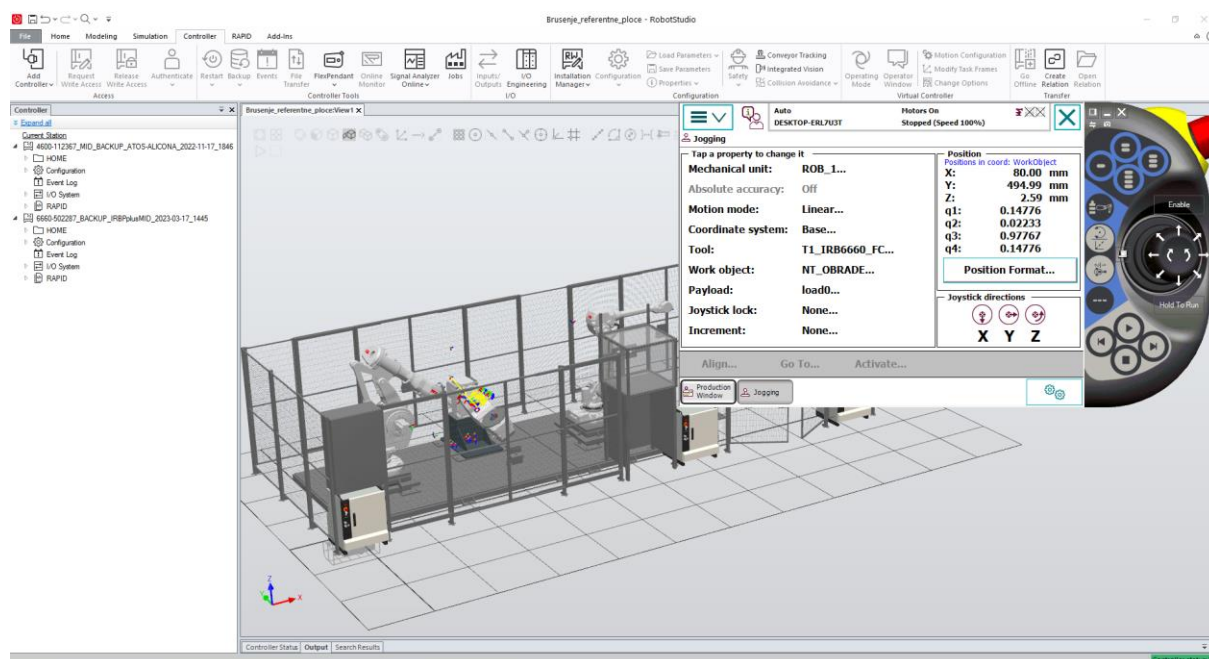 Brusenje_referentne_ploce - RobotStudio
File Home Modeling Simulation Controller RAPID Add-Ins
Add Controller
Request Write Access
Release Write Access
Authenticate
Restart
Backup
Events
File Transfer
FlexPendant
Online Monitor
Signal Analyzer Online
Jobs
Inputs/ Outputs
I/O Engineering
Installation Manager
Configuration
Load Parameters
Save Parameters
Properties
Safety
Conveyor Tracking
Integrated Vision
Collision Avoidance
Operating Mode
Operator Window
Motion Configuration
Modify Task Frames
Change Options
Go Offline
Create Relation
Open Relation
Access
Controller Tools
I/O
Configuration
Virtual Controller
Transfer
Controller
Expand all
Current Station
4600-112367_MID_BACKUP_ATOS-ALICONA_2022-11-17_1846
HOME
Configuration
Event Log
I/O System
RAPID
6660-502287_BACKUP_IRBPplusMID_2023-03-17_1445
HOME
Configuration
Event Log
I/O System
RAPID
Brusenje_referentne_ploce:View1 X
Auto
DESKTOP-ERL7U3T
Motors On
Stopped (Speed 100%)
Jogging
Tap a property to change it
Mechanical unit: ROB_1...
Absolute accuracy: Off
Motion mode: Linear...
Coordinate system: Base...
Tool: T1_IRB6660_FC...
Work object: NT_OBRADE...
Payload: load0...
Joystick lock: None...
Increment: None...
Position
Positions in coord: WorkObject
X: 80.00 mm
Y: 494.99 mm
Z: 2.59 mm
q1: 0.14776
q2: 0.02233
q3: 0.97767
q4: 0.14776
Position Format...
Joystick directions
X Y Z
Align... Go To... Activate...
Production Window
Jogging
Enable
Hold To Run
Z
Y
X
Controller Status Output Search Results